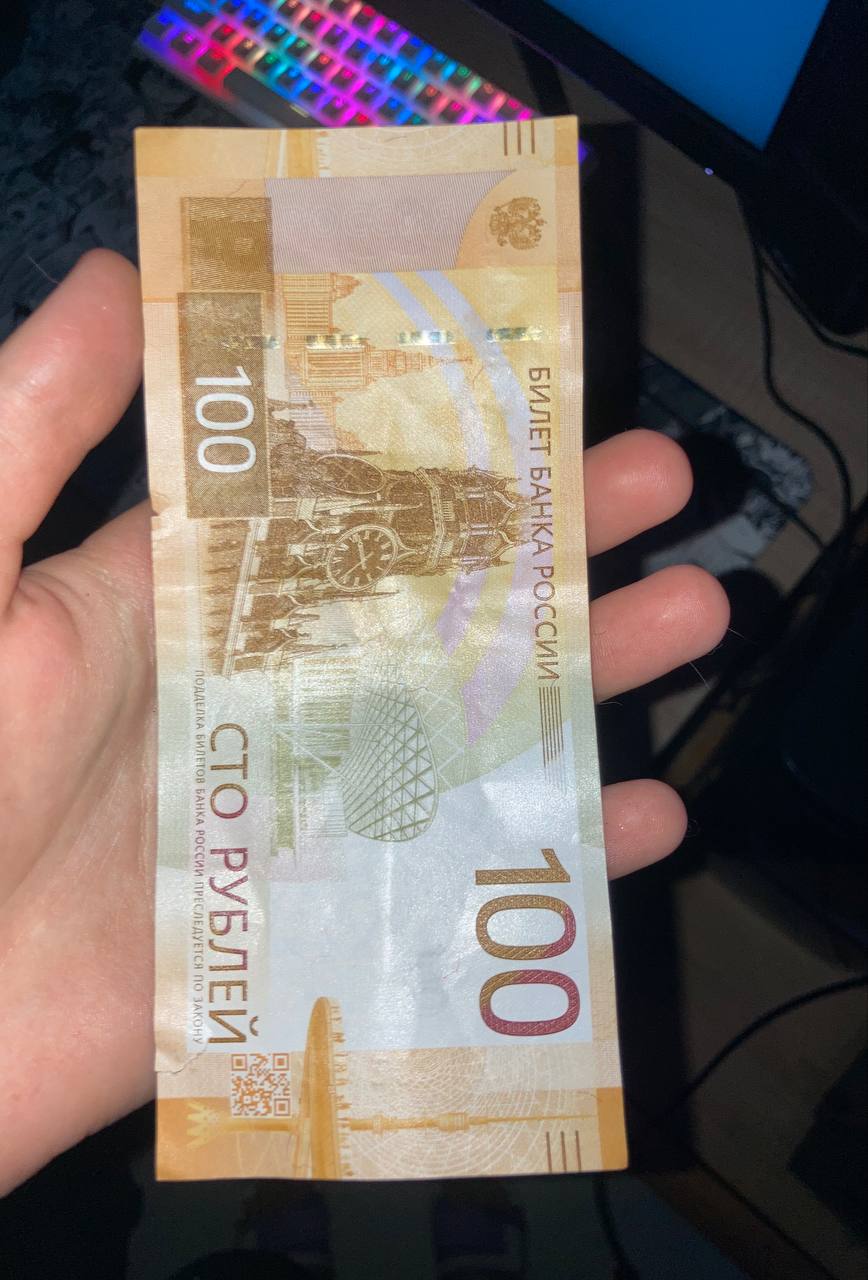 БИЛЕТ БАНКА РОССИИ
100
100
СТО РУБЛЕЙ
ПОДДЕЛКА БИЛЕТОВ БАНКА РОССИИ ПРЕСЛЕДУЕТСЯ ПО ЗАКОНУ